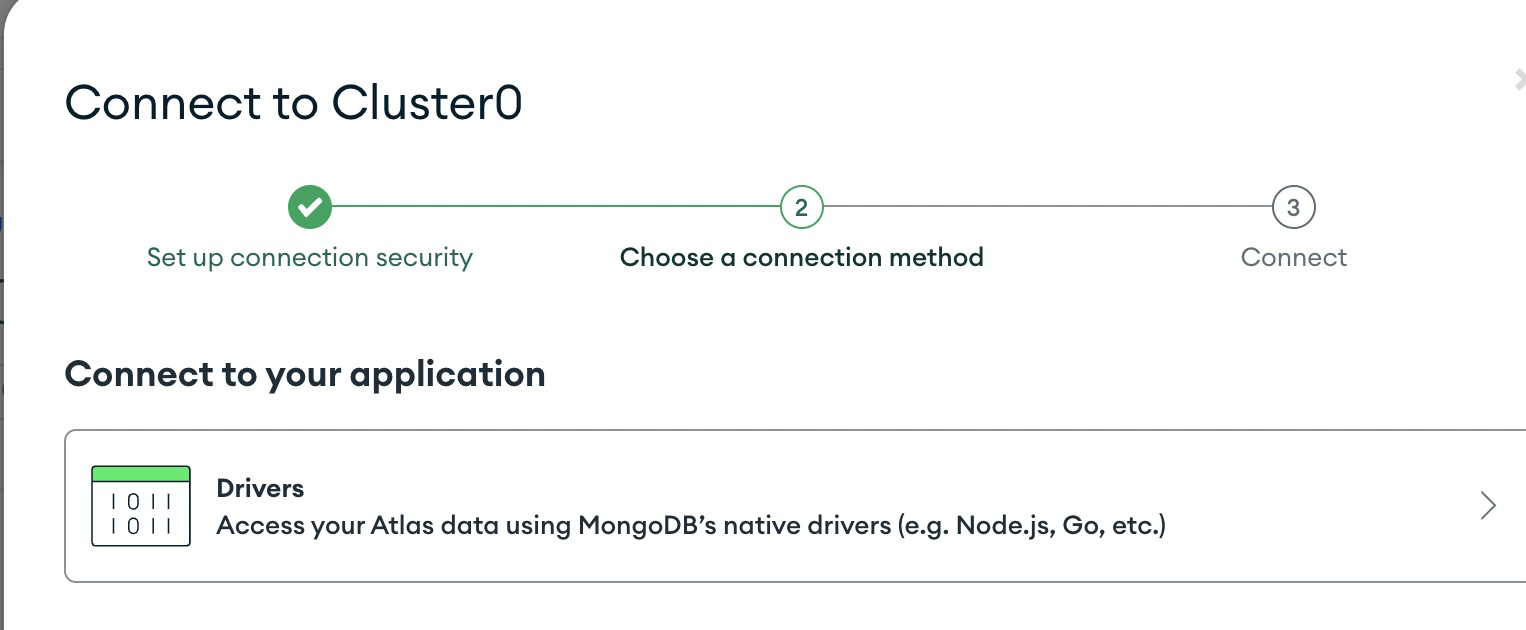 Connect to Cluster0
2
3
Set up connection security
Choose a connection method
Connect
Connect to your application
1011
1011
Drivers
Access your Atlas data using MongoDB’s native drivers (e.g. Node.js, Go, etc.)